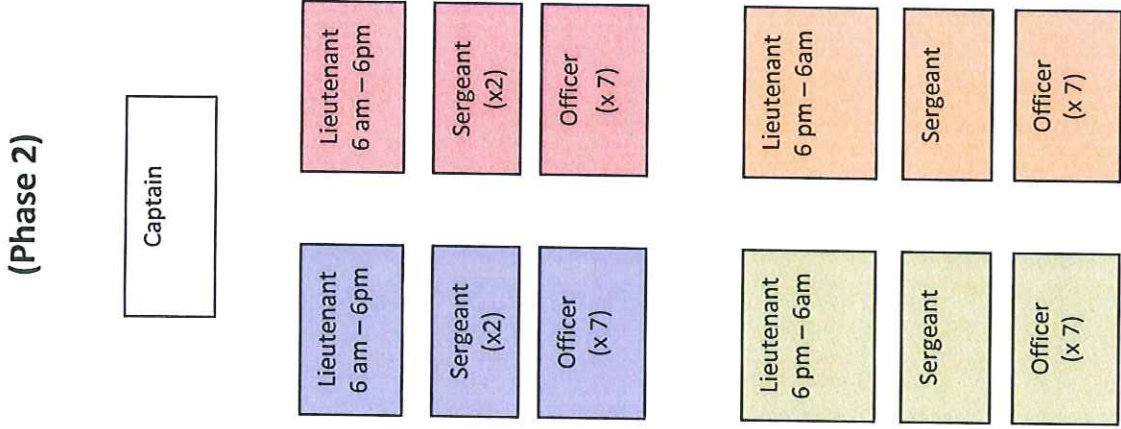 (Phase 2)
Captain
Lieutenant
6 am – 6pm
Sergeant
(x2)
Officer
(x 7)
Lieutenant
6 am – 6pm
Sergeant
(x2)
Officer
(x 7)
Lieutenant
6 pm – 6am
Sergeant
Officer
(x 7)
Lieutenant
6 pm – 6am
Sergeant
Officer
(x 7)